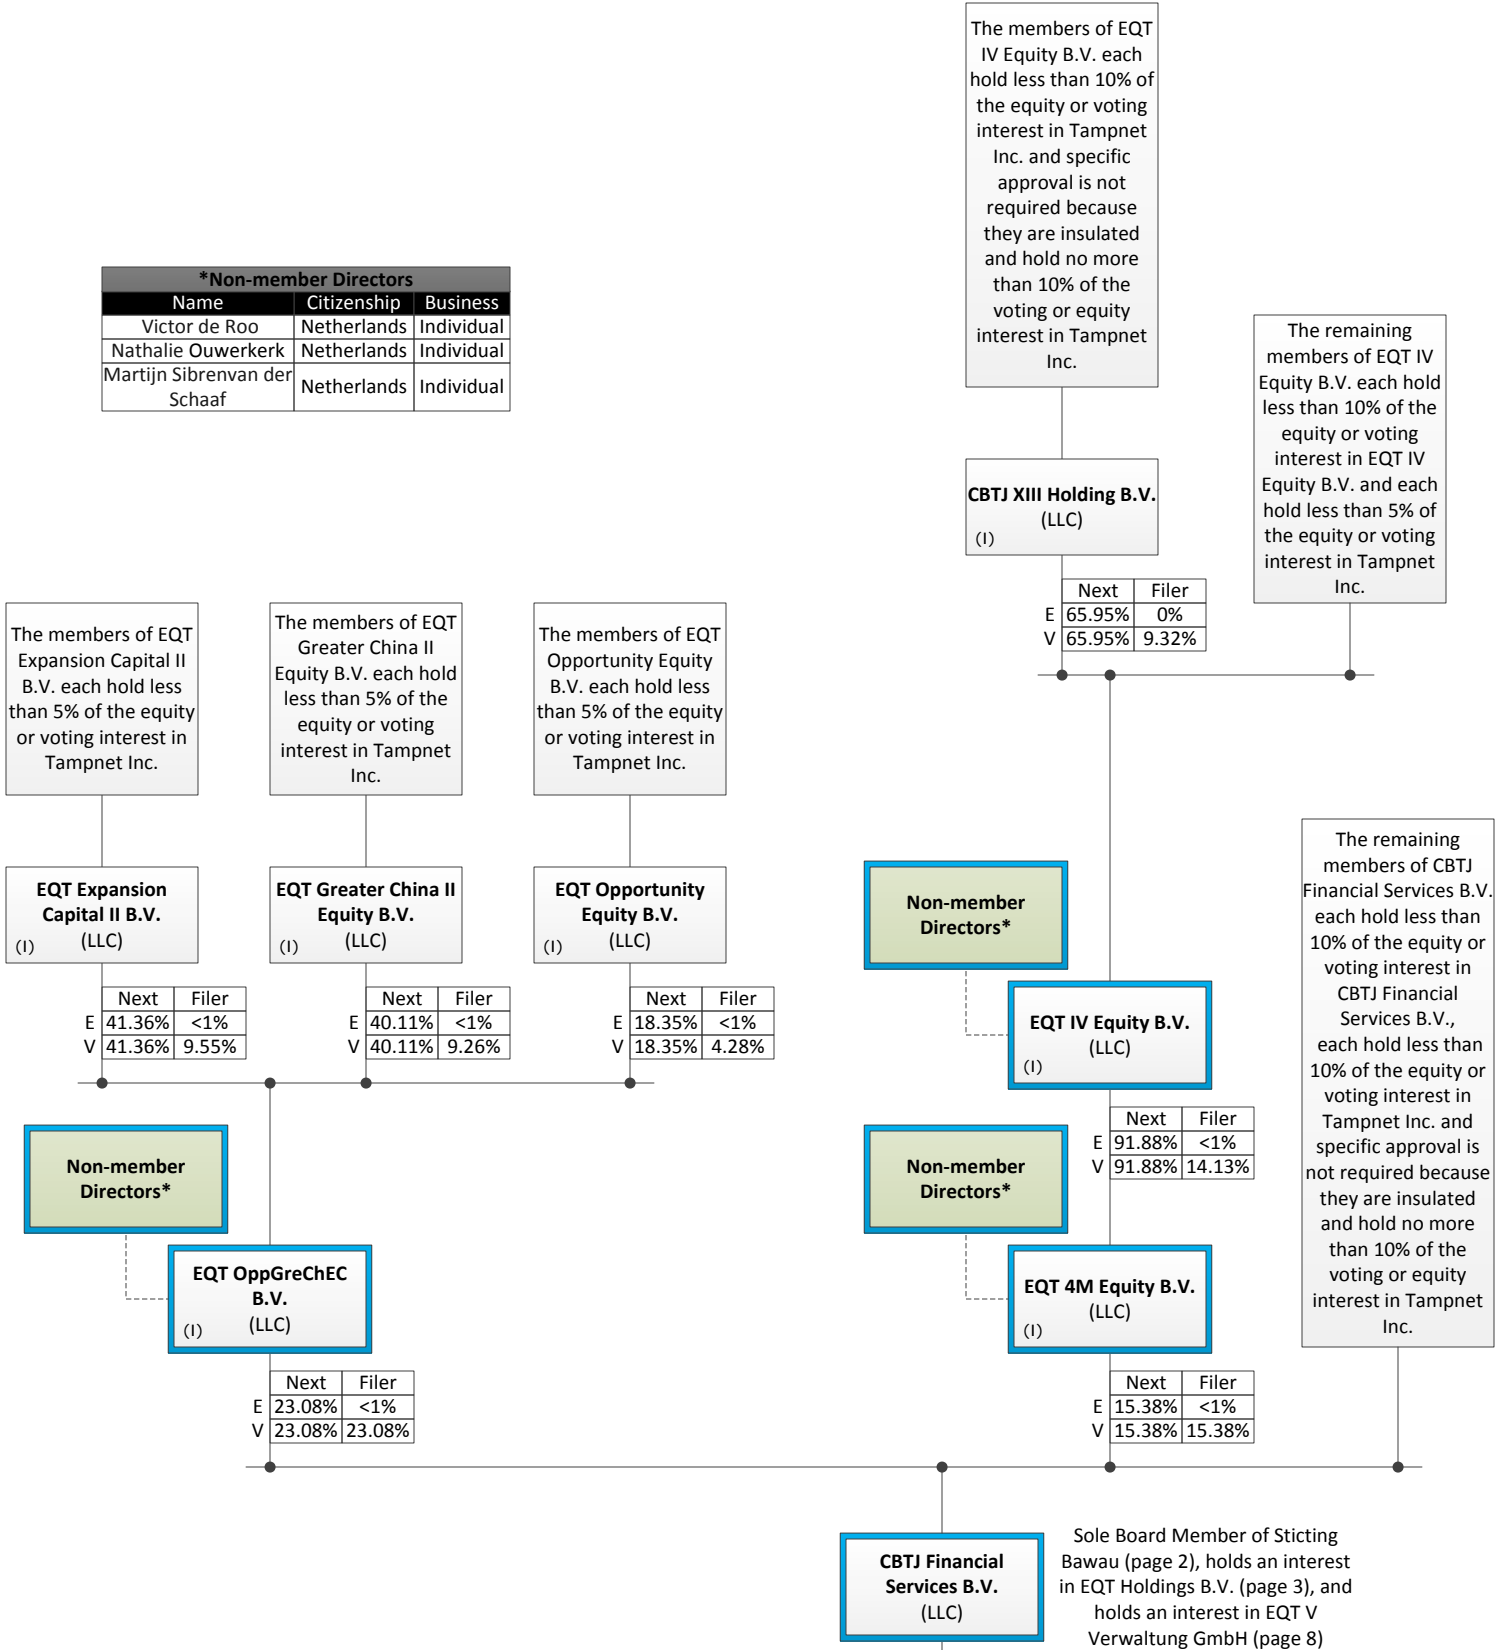 The members of EQT
IV Equity B.V. each
hold less than 10% of
the equity or voting
interest in Tampnet
Inc. and specific
approval is not
required because
they are insulated
and hold no more
than 10% of the
voting or equity
interest in Tampnet
Inc.
*Non-member Directors
Name Citizenship Business
Victor de Roo Netherlands Individual
Nathalie Ouwerkerk Netherlands Individual
Martijn Sibrenvan der
Schaaf Netherlands Individual
The remaining
members of EQT IV
Equity B.V. each hold
less than 10% of the
equity or voting
interest in EQT IV
Equity B.V. and each
hold less than 5% of
the equity or voting
interest in Tampnet
Inc.
CBTJ XIII Holding B.V.
(LLC)
(I)
Next Filer
E 65.95% 0%
V 65.95% 9.32%
The members of EQT
Expansion Capital II
B.V. each hold less
than 5% of the equity
or voting interest in
Tampnet Inc.
The members of EQT
Greater China II
Equity B.V. each hold
less than 5% of the
equity or voting
interest in Tampnet
Inc.
The members of EQT
Opportunity Equity
B.V. each hold less
than 5% of the equity
or voting interest in
Tampnet Inc.
EQT Expansion
Capital II B.V.
(LLC)
(I)
Next Filer
E 41.36% <1%
V 41.36% 9.55%
EQT Greater China II
Equity B.V.
(LLC)
(I)
Next Filer
E 40.11% <1%
V 40.11% 9.26%
EQT Opportunity
Equity B.V.
(LLC)
(I)
Next Filer
E 18.35% <1%
V 18.35% 4.28%
Non-member
Directors*
EQT IV Equity B.V.
(LLC)
(I)
Next Filer
E 91.88% <1%
V 91.88% 14.13%
The remaining
members of CBTJ
Financial Services B.V.
each hold less than
10% of the equity or
voting interest in
CBTJ Financial
Services B.V.,
each hold less than
10% of the equity or
voting interest in
Tampnet Inc. and
specific approval is
not required because
they are insulated
and hold no more
than 10% of the
voting or equity
interest in Tampnet
Inc.
Non-member
Directors*
EQT OppGreChEC
B.V.
(LLC)
(I)
Next Filer
E 23.08% <1%
V 23.08% 23.08%
Non-member
Directors*
EQT 4M Equity B.V.
(LLC)
(I)
Next Filer
E 15.38% <1%
V 15.38% 15.38%
CBTJ Financial
Services B.V.
(LLC)
Sole Board Member of Sticting
Bawau (page 2), holds an interest
in EQT Holdings B.V. (page 3), and
holds an interest in EQT V
Verwaltung GmbH (page 8)